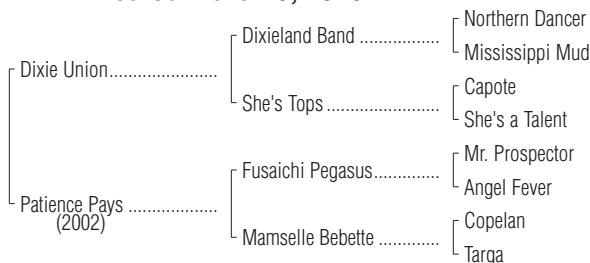 Dixieland Band
Northern Dancer
Mississippi Mud
Dixie Union
She's Tops
Capote
She's a Talent
Fusaichi Pegasus
Mr. Prospector
Angel Fever
Patience Pays
(2002)
Mamselle Bebette
Copelan
Targa